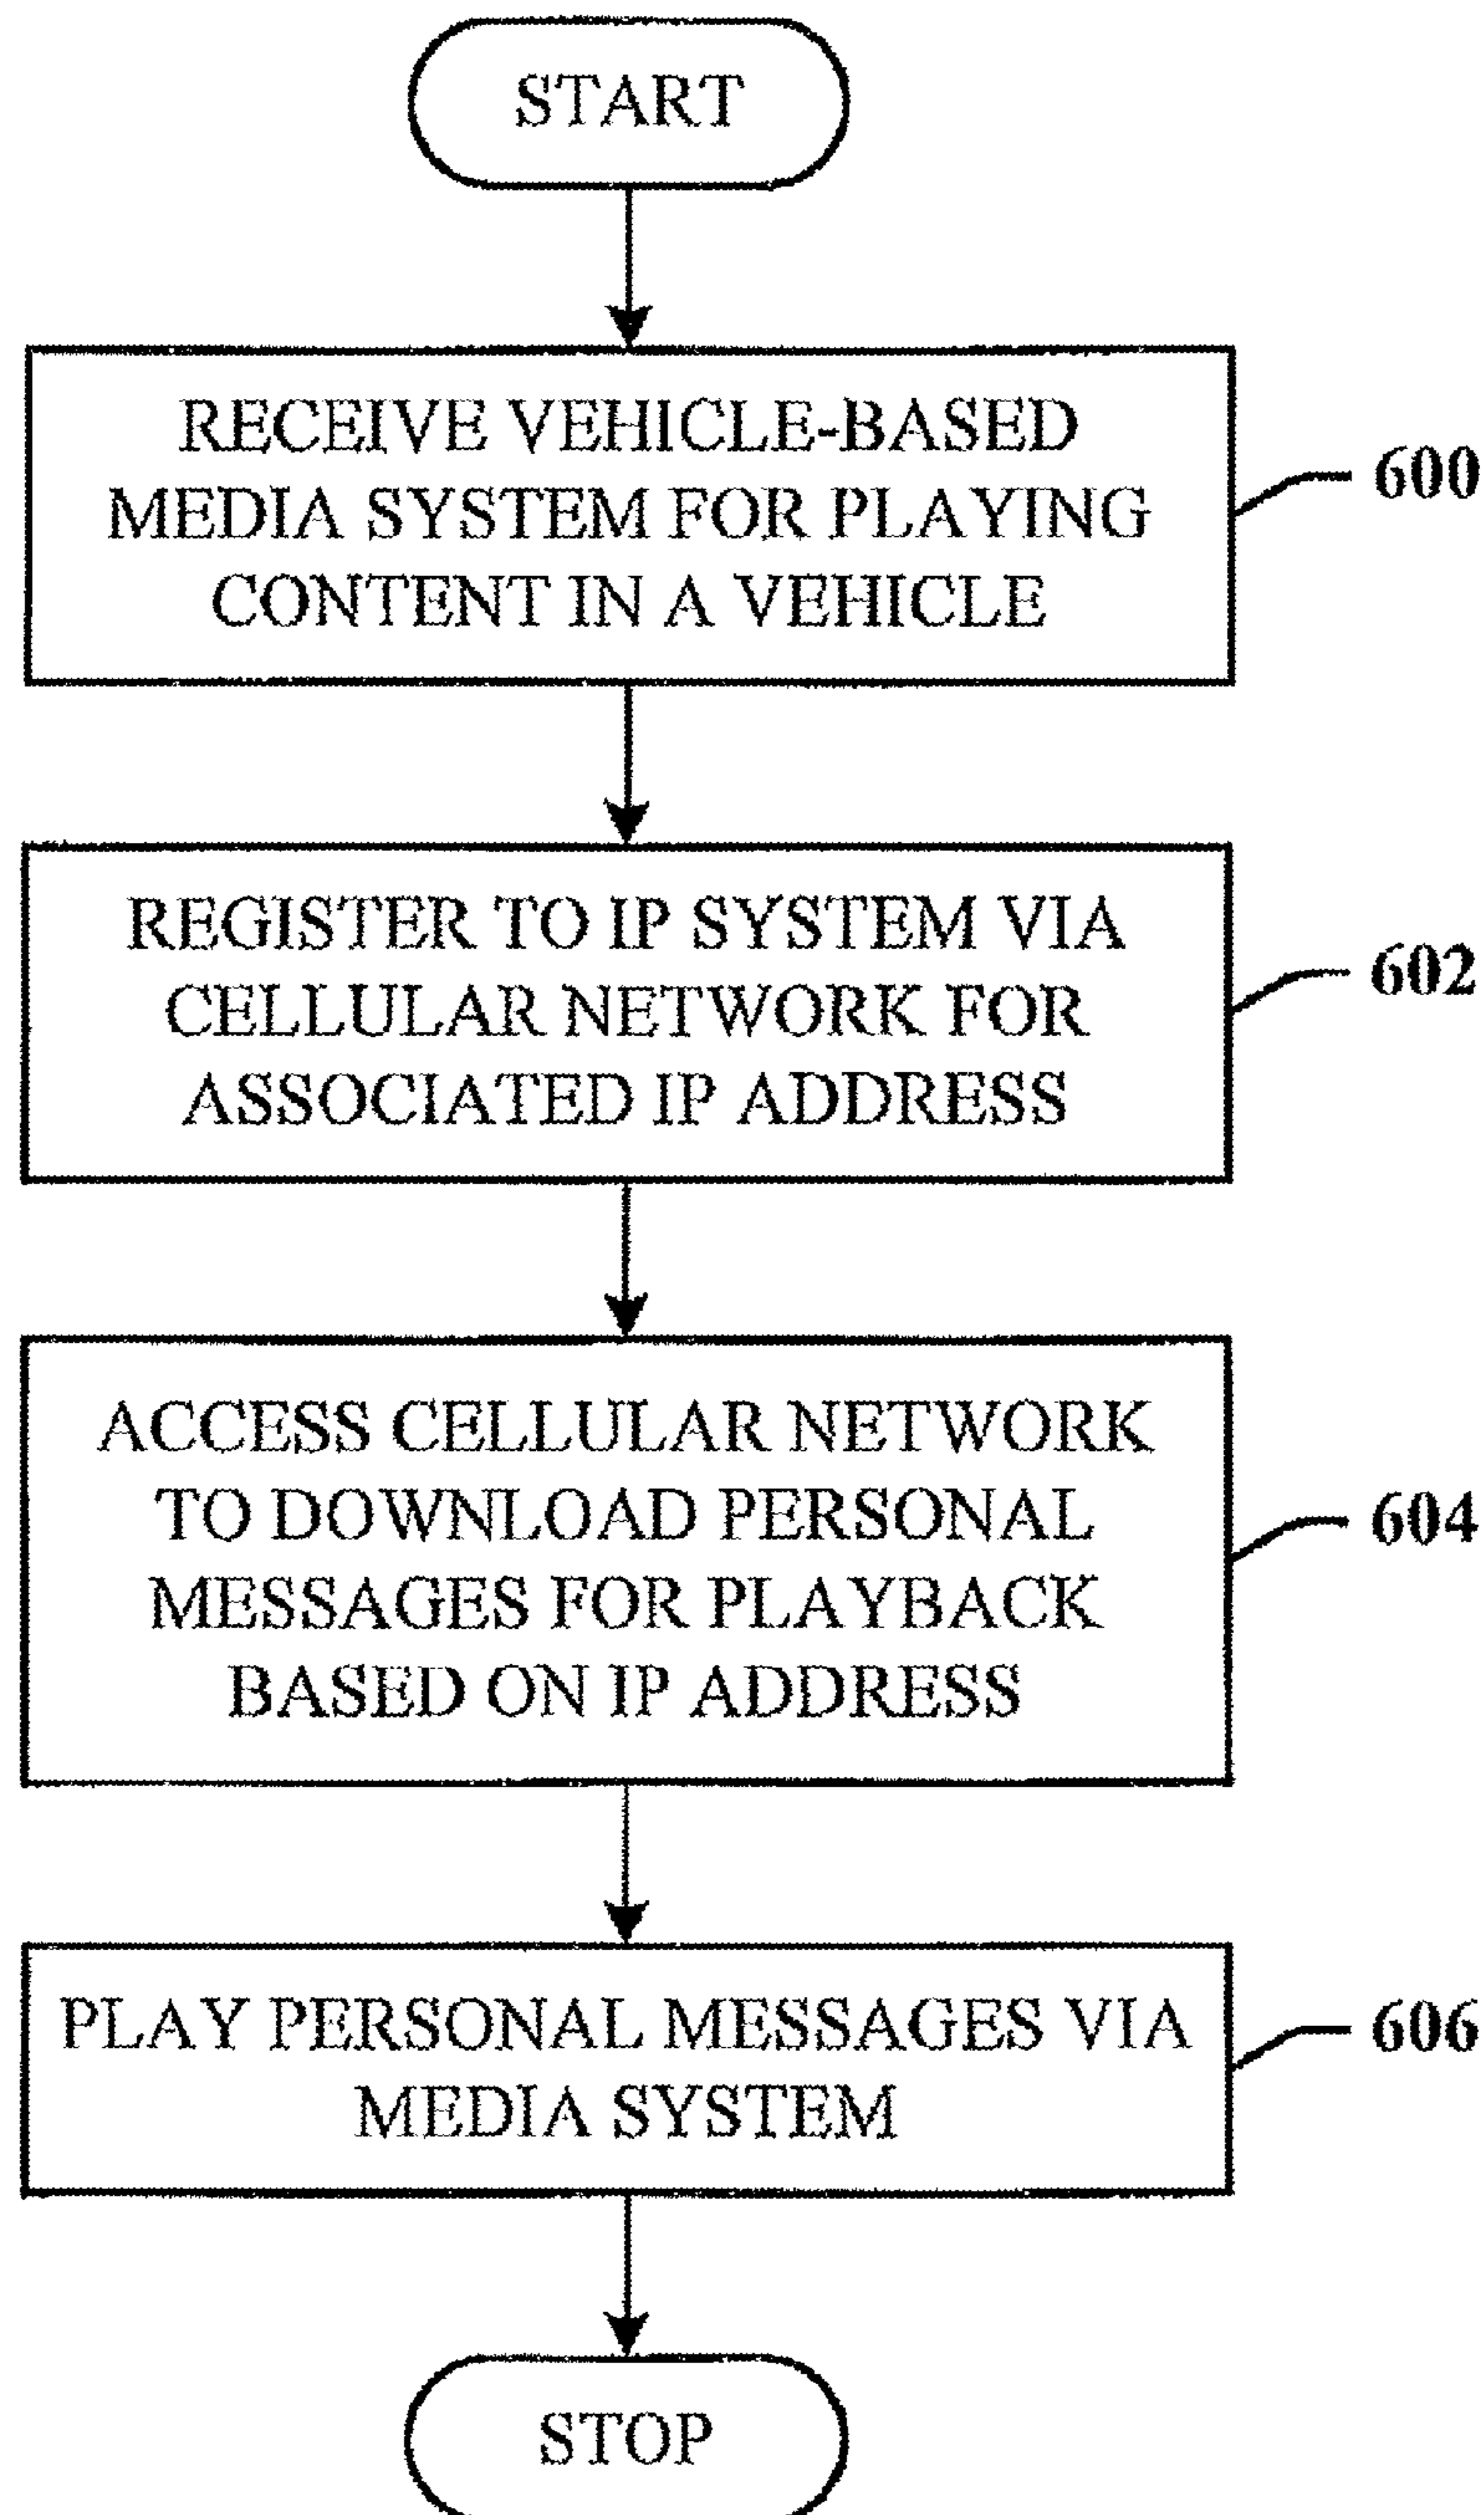 START
RECEIVE VEHICLE-BASED
MEDIA SYSTEM FOR PLAYING
CONTENT IN A VEHICLE
600
REGISTER TO IP SYSTEM VIA
CELLULAR NETWORK FOR
ASSOCIATED IP ADDRESS
602
ACCESS CELLULAR NETWORK
TO DOWNLOAD PERSONAL
MESSAGES FOR PLAYBACK
BASED ON IP ADDRESS
604
PLAY PERSONAL MESSAGES VIA
MEDIA SYSTEM
606
STOP